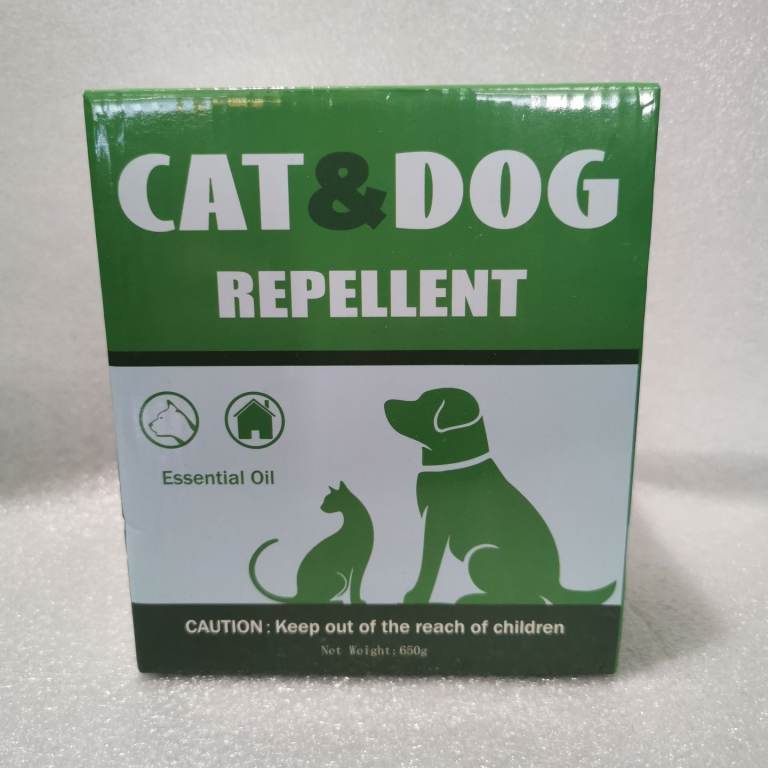 CAT & DOG
REPELLENT
Essential Oil
CAUTION : Keep out of the reach of children
Net Weight: 650g